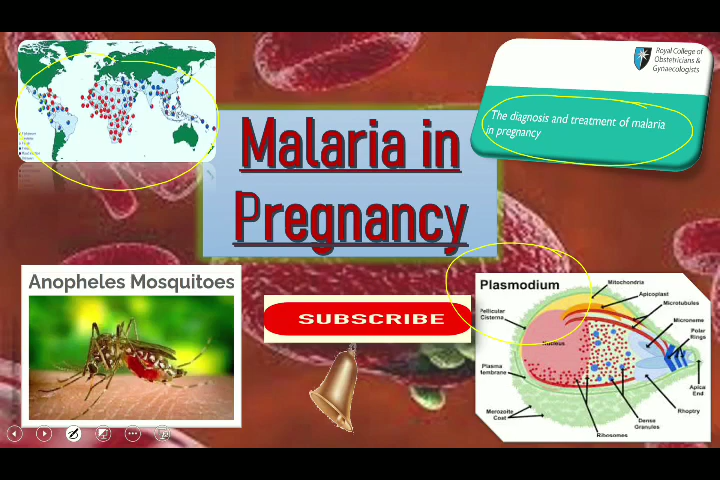 Royal College of
Obstetricians &
Gynaecologists
The diagnosis and treatment of malaria
in pregnancy
Malaria in
Pregnancy
Anopheles Mosquitoes
SUBSCRIBE
Plasmodium
Mitochondria
Apicoplast
Microtubules
Microneme
Polar
Rings
Pellicular
Cisterna
Nucleus
Plasma
Membrane
Apical
End
Rhoptry
Merozoite
Coat
Dense
Granules
Ribosomes